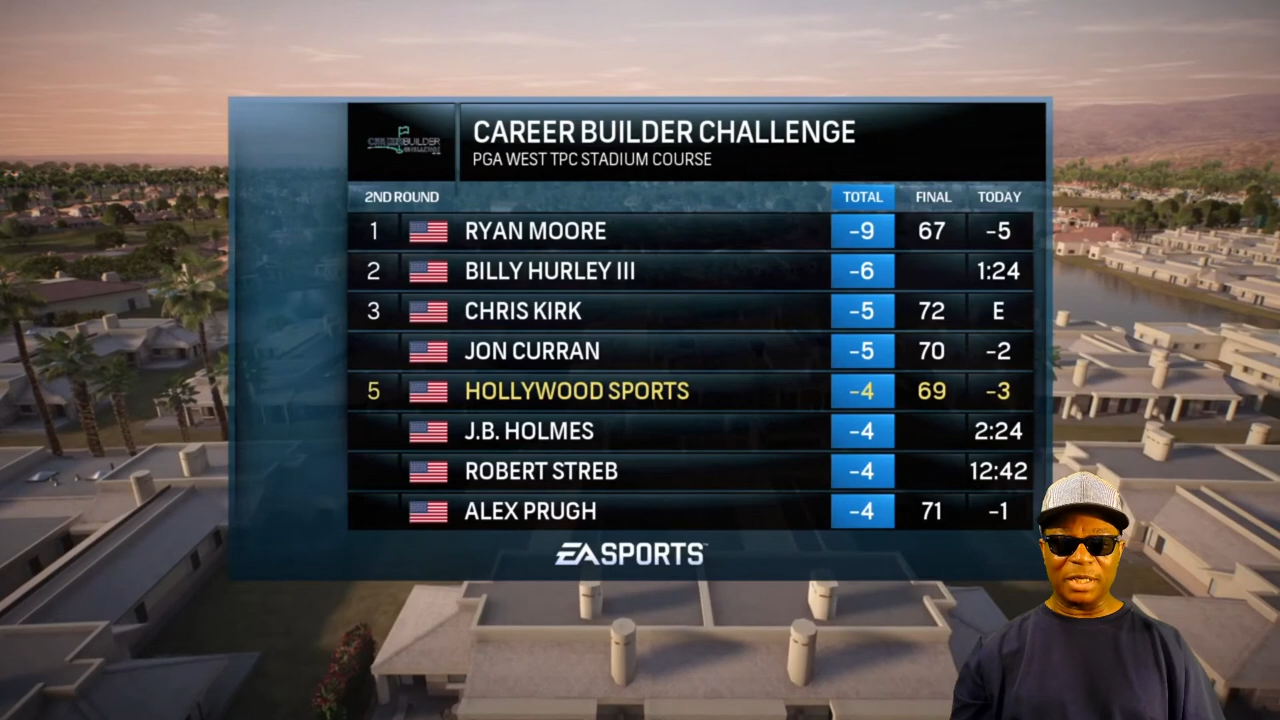 CAREER BUILDER CHALLENGE
PGA WEST TPC STADIUM COURSE
2ND ROUND TOTAL FINAL TODAY
1 RYAN MOORE -9 67 -5
2 BILLY HURLEY III -6 1:24
3 CHRIS KIRK -5 72 E
JON CURRAN -5 70 -2
5 HOLLYWOOD SPORTS -4 69 -3
J.B. HOLMES -4 2:24
ROBERT STREB -4 12:42
ALEX PRUGH -4 71 -1
EA SPORTS™